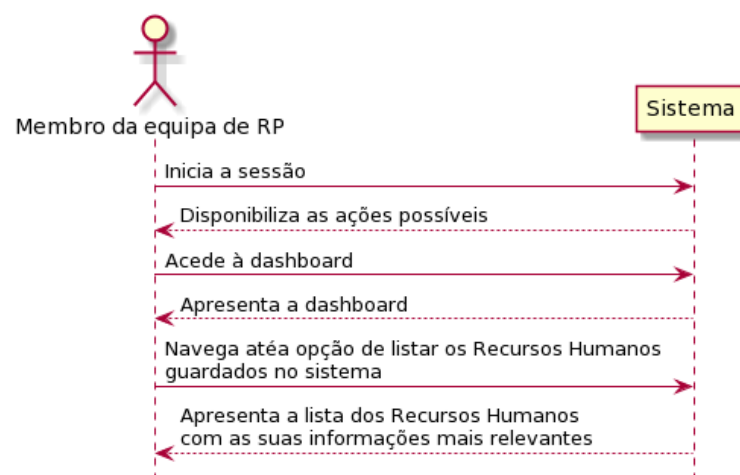 Membro da equipa de RP
Sistema
Inicia a sessão
Disponibiliza as ações possíveis
Acede à dashboard
Apresenta a dashboard
Navega atéa opção de listar os Recursos Humanos
guardados no sistema
Apresenta a lista dos Recursos Humanos
com as suas informações mais relevantes